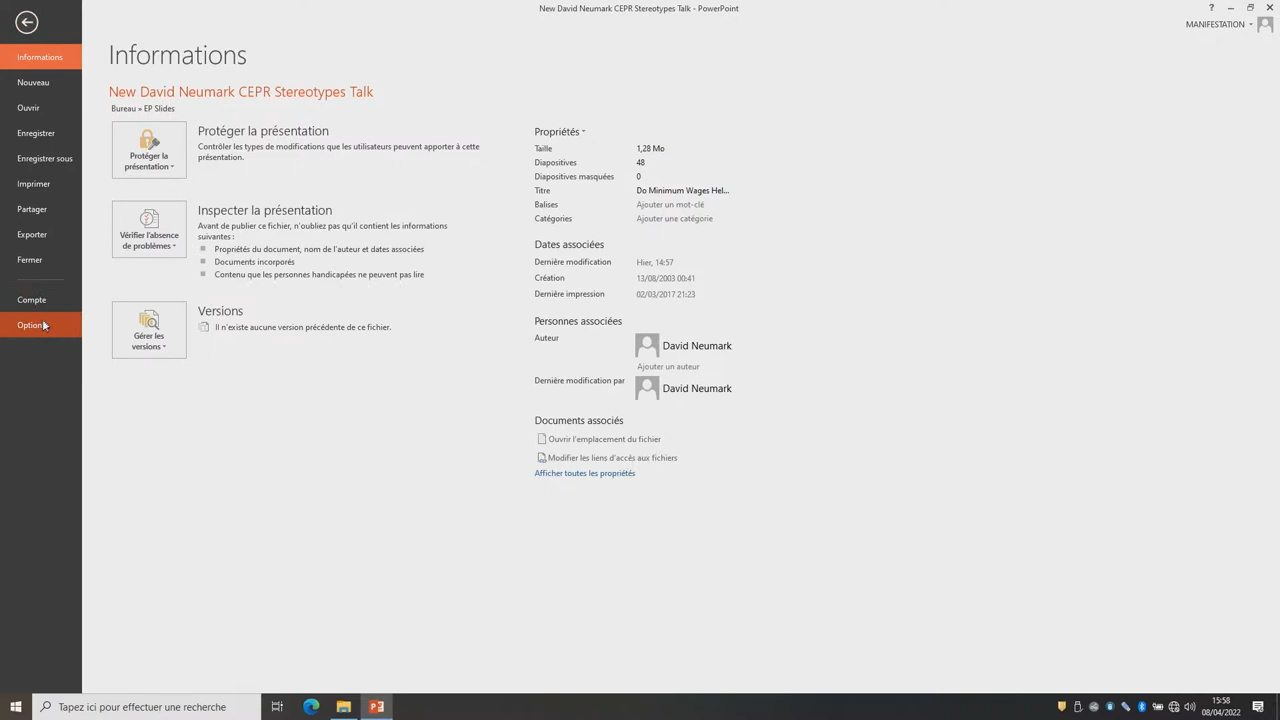 New David Neumark CEPR Stereotypes Talk - PowerPoint
?
MANIFESTATION
Informations
Nouveau
Ouvrir
Enregistrer
Enregistrer sous
Imprimer
Partager
Exporter
Fermer
Compte
Option
Informations
New David Neumark CEPR Stereotypes Talk
Bureau » EP Slides
Protéger la
présentation
Protéger la présentation
Contrôler les types de modifications que les utilisateurs peuvent apporter à cette
présentation.
Vérifier l'absence
de problèmes
Inspecter la présentation
Avant de publier ce fichier, n'oubliez pas qu'il contient les informations
suivantes :
Propriétés du document, nom de l'auteur et dates associées
Documents incorporés
Contenu que les personnes handicapées ne peuvent pas lire
Gérer les
versions
Versions
Il n'existe aucune version précédente de ce fichier.
Propriétés
Taille 1,28 Mo
Diapositives 48
Diapositives masquées 0
Titre Do Minimum Wages Hel...
Balises Ajouter un mot-clé
Catégories Ajouter une catégorie
Dates associées
Dernière modification Hier, 14:57
Création 13/08/2003 00:41
Dernière impression 02/03/2017 21:23
Personnes associées
Auteur David Neumark
Ajouter un auteur
Dernière modification par David Neumark
Documents associés
Ouvrir l'emplacement du fichier
Modifier les liens d'accès aux fichiers
Afficher toutes les propriétés
Tapez ici pour effectuer une recherche
15:58
08/04/2022